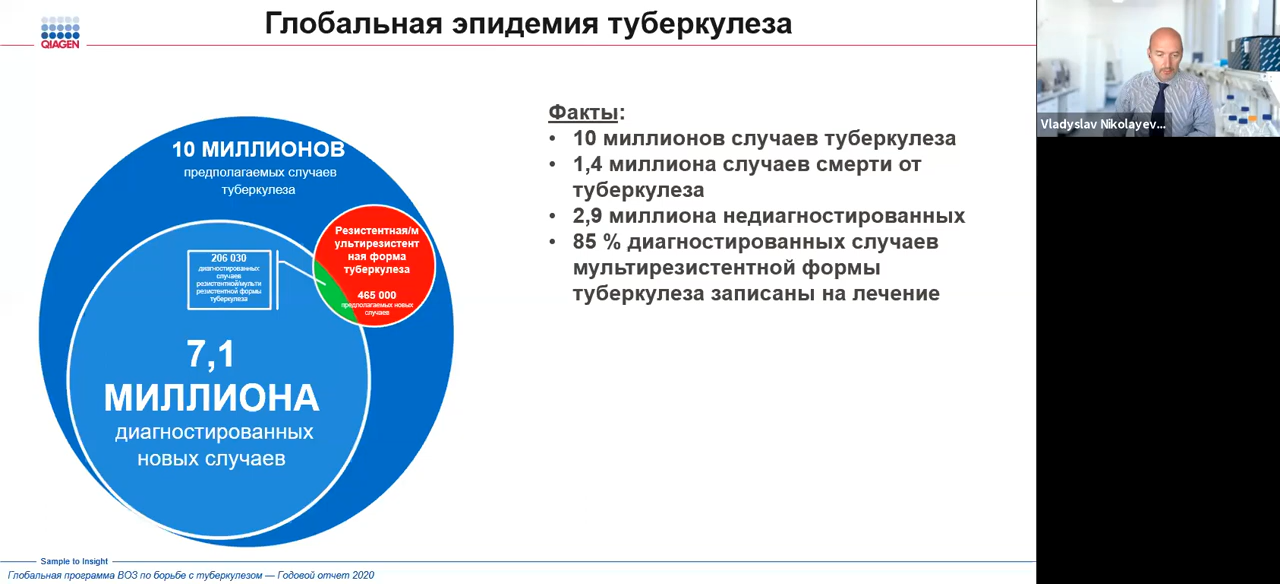 Глобальная эпидемия туберкулеза
QIAGEN
10 МИЛЛИОНОВ
предполагаемых случаев
туберкулеза
Резистентная/м
ультирезистент
ная форма
туберкулеза
465 000
предполагаемых новых
случаев
206 030
диагностированных
случаев
резистентной/мульти
резистентной формы
туберкулеза
7,1
МИЛЛИОНА
диагностированных
новых случаев
Факты:
• 10 миллионов случаев туберкулеза
• 1,4 миллиона случаев смерти от
туберкулеза
• 2,9 миллиона недиагностированных
• 85 % диагностированных случаев
мультирезистентной формы
туберкулеза записаны на лечение
Vladyslav Nikolayev...
Sample to Insight
Глобальная программа ВОЗ по борьбе с туберкулезом — Годовой отчет 2020